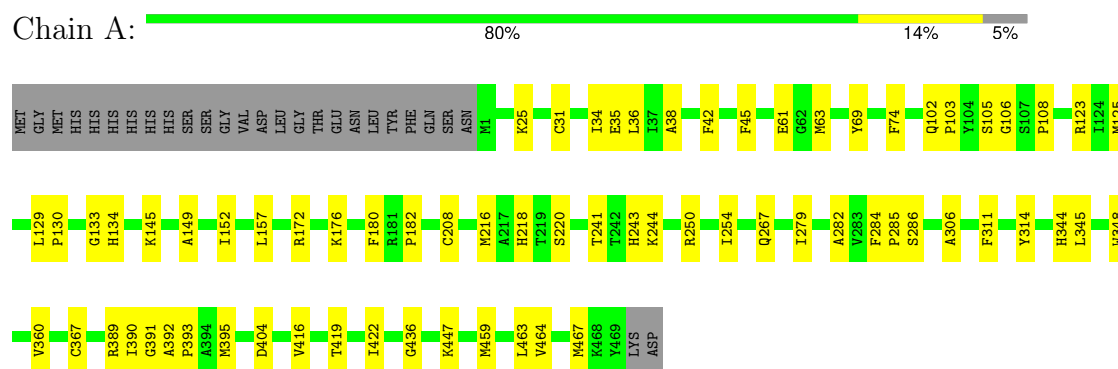 Chain A:
80% 14% 5%
MET GLY MET HIS HIS HIS HIS HIS HIS SER SER GLY VAL ASP LEU GLY THR GLU ASN LEU TYR PHE GLN SER ASN M1 K25 C31 I34 E35 L36 I37 A38 F42 F45 E61 G62 M63 Y69 F74 Q102 P103 Y104 S105 G106 S107 P108 R123 I124 M125
L129 P130 G133 H134 K145 A149 I152 L157 R172 K176 F180 R181 P182 C208 M216 A217 H218 T219 S220 T241 T242 H243 K244 R250 I254 Q267 I279 A282 V283 F284 P285 S286 A306 F311 Y314 H344 L345
V360 C367 R389 I390 G391 A392 P393 A394 M395 D404 V416 T419 I422 G436 K447 M459 L463 V464 M467 K468 Y469 LYS ASP